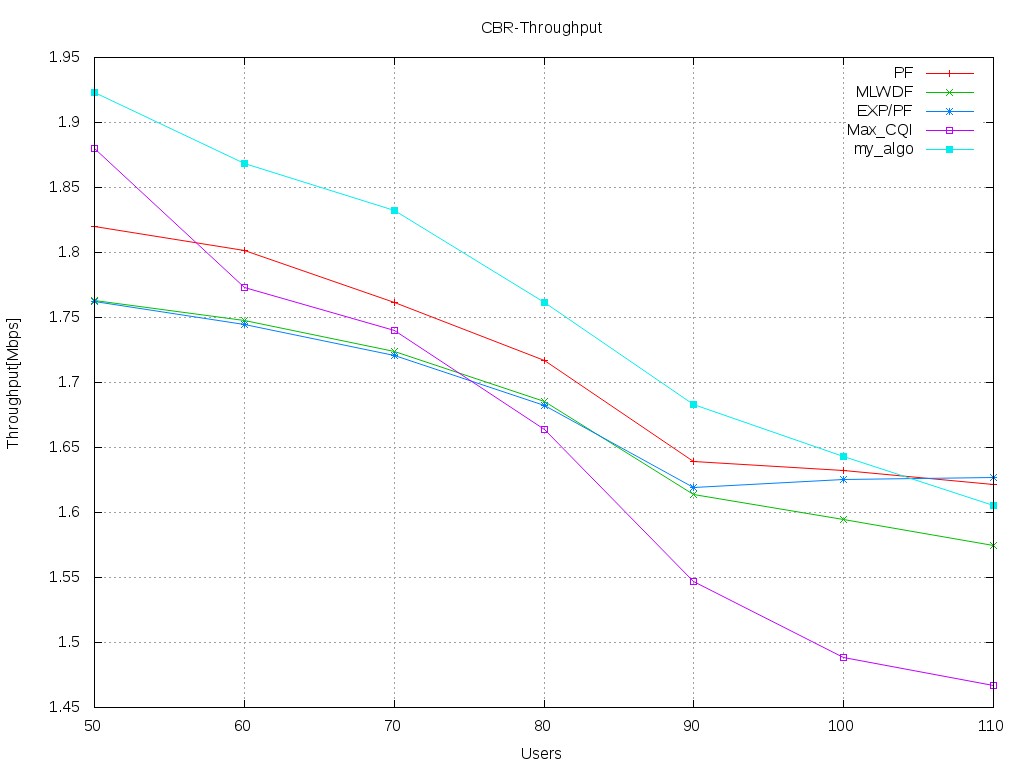 CBR-Throughput
1.95
1.9
1.85
1.8
1.75
1.7
1.65
1.6
1.55
1.5
1.45
Throughput[Mbps]
PF
MLWDF
EXP/PF
Max_CQI
my_algo
50 60 70 80 90 100 110
Users